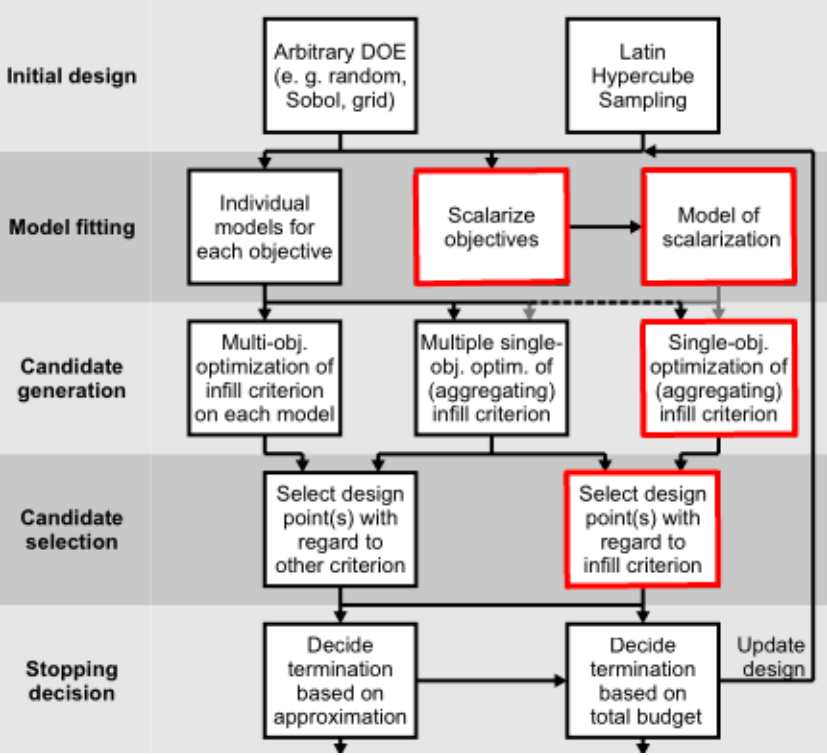 Initial design
Arbitrary DOE
(e. g. random,
Sobol, grid)
Latin
Hypercube
Sampling
Model fitting
Individual
models for
each objective
Scalarize
objectives
Model of
scalarization
Candidate
generation
Multi-obj.
optimization of
infill criterion
on each model
Multiple single-
obj. optim. of
(aggregating)
infill criterion
Single-obj.
optimization of
(aggregating)
infill criterion
Candidate
selection
Select design
point(s) with
regard to
other criterion
Select design
point(s) with
regard to
infill criterion
Stopping
decision
Decide
termination
based on
approximation
Decide
termination
based on
total budget
Update
design